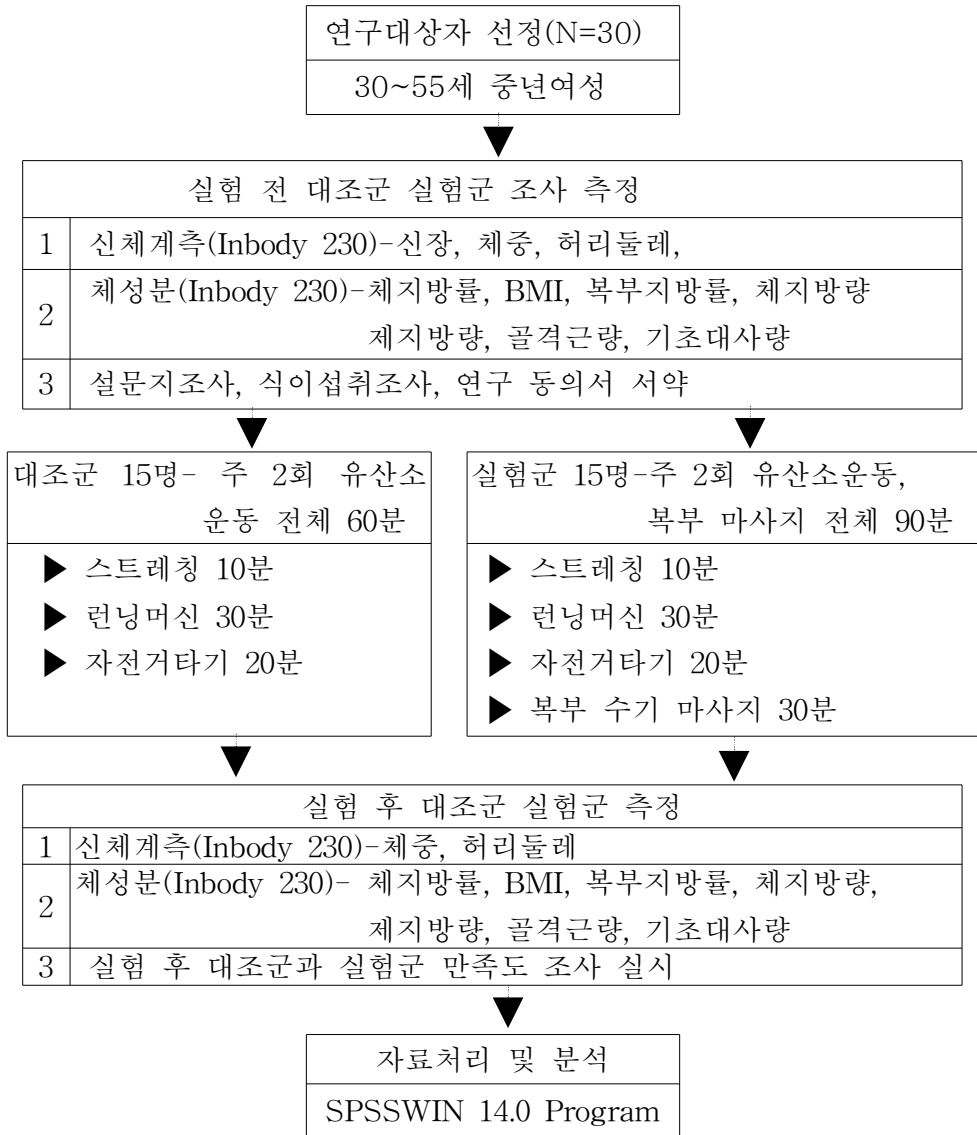 연구대상자 선정(N=30)
30~55세 중년여성
실험 전 대조군 실험군 조사 측정
1 신체계측(Inbody 230)-신장, 체중, 허리둘레,
2 체성분(Inbody 230)-체지방률, BMI, 복부지방률, 체지방량
제지방량, 골격근량, 기초대사량
3 설문지조사, 식이섭취조사, 연구 동의서 서약
대조군 15명- 주 2회 유산소
운동 전체 60분
▶ 스트레칭 10분
▶ 런닝머신 30분
▶ 자전거타기 20분
실험군 15명-주 2회 유산소운동,
복부 마사지 전체 90분
▶ 스트레칭 10분
▶ 런닝머신 30분
▶ 자전거타기 20분
▶ 복부 수기 마사지 30분
실험 후 대조군 실험군 측정
1 신체계측(Inbody 230)-체중, 허리둘레
2 체성분(Inbody 230)- 체지방률, BMI, 복부지방률, 체지방량,
제지방량, 골격근량, 기초대사량
3 실험 후 대조군과 실험군 만족도 조사 실시
자료처리 및 분석
SPSSWIN 14.0 Program